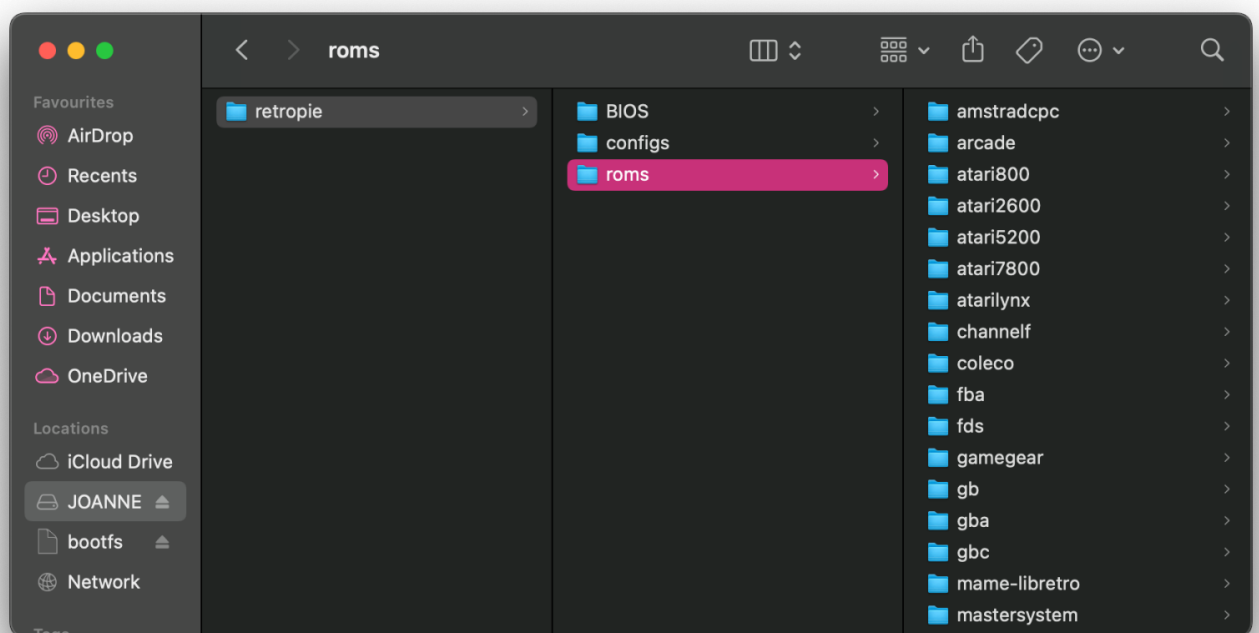 roms
Favourites
AirDrop
Recents
Desktop
Applications
Documents
Downloads
OneDrive
Locations
iCloud Drive
JOANNE
bootfs
Network
Tags
retropie
BIOS
configs
roms
amstradcpc
arcade
atari800
atari2600
atari5200
atari7800
atarilynx
channelf
coleco
fba
fds
gamegear
gb
gba
gbc
mame-libretro
mastersystem